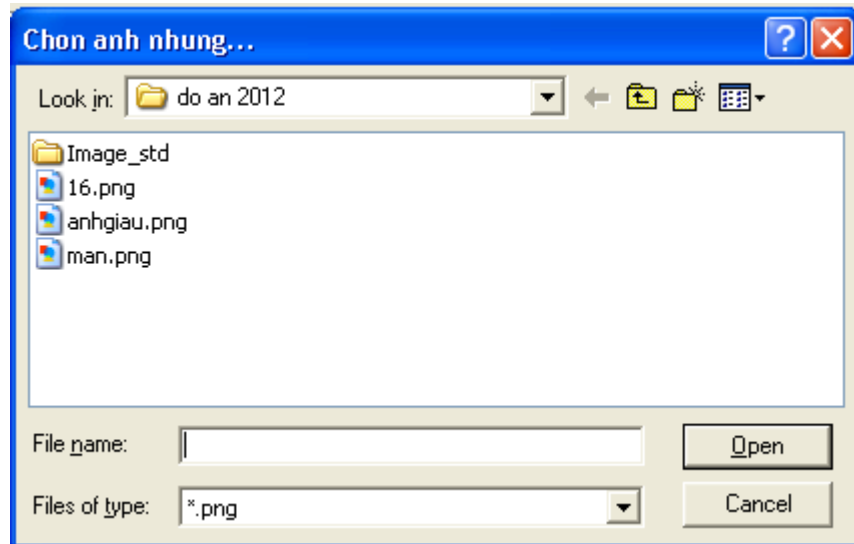 Chon anh nhung...
Look in: do an 2012
Image_std
16.png
anhgiau.png
man.png
File name: Open
Files of type: *.png Cancel